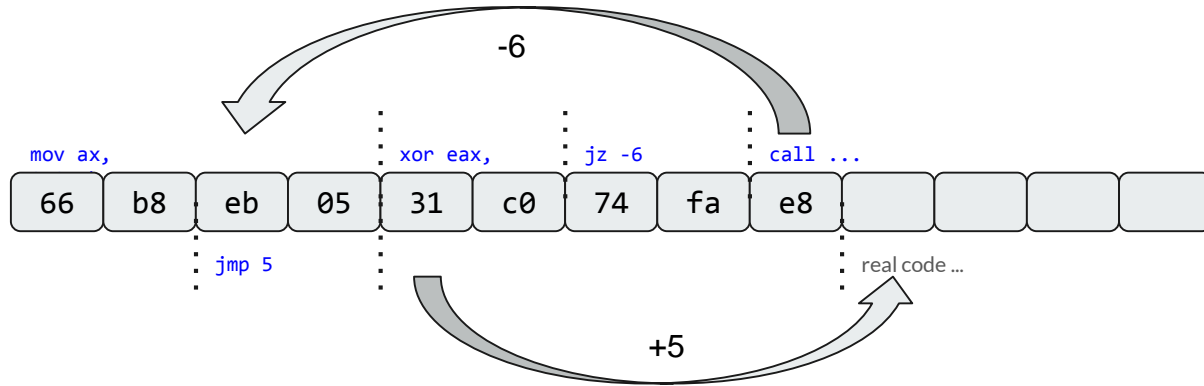 -6
mov ax,
xor eax,
jz -6
call ...
66 b8 eb 05 31 c0 74 fa e8
jmp 5
real code ...
+5